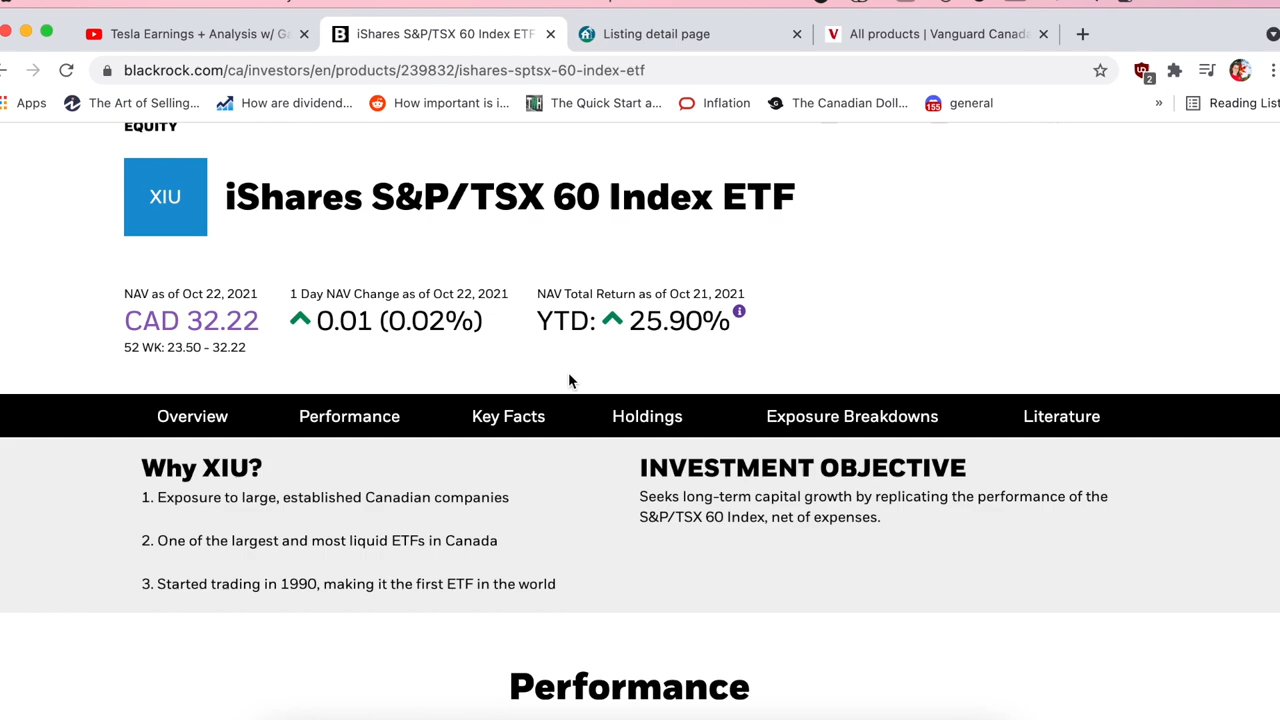 Tesla Earnings + Analysis w/ Ga
iShares S&P/TSX 60 Index ETF
Listing detail page
All products | Vanguard Canada
blackrock.com/ca/investors/en/products/239832/ishares-sptsx-60-index-etf
2
Apps
The Art of Selling...
How are dividend...
How important is i...
The Quick Start a...
Inflation
The Canadian Doll...
155
general
»
Reading List
EQUITY
XIU
iShares S&P/TSX 60 Index ETF
NAV as of Oct 22, 2021
1 Day NAV Change as of Oct 22, 2021
NAV Total Return as of Oct 21, 2021
CAD 32.22
0.01 (0.02%)
YTD: 25.90%
52 WK: 23.50 - 32.22
Overview
Performance
Key Facts
Holdings
Exposure Breakdowns
Literature
Why XIU?
1. Exposure to large, established Canadian companies
2. One of the largest and most liquid ETFs in Canada
3. Started trading in 1990, making it the first ETF in the world
INVESTMENT OBJECTIVE
Seeks long-term capital growth by replicating the performance of the
S&P/TSX 60 Index, net of expenses.
Performance